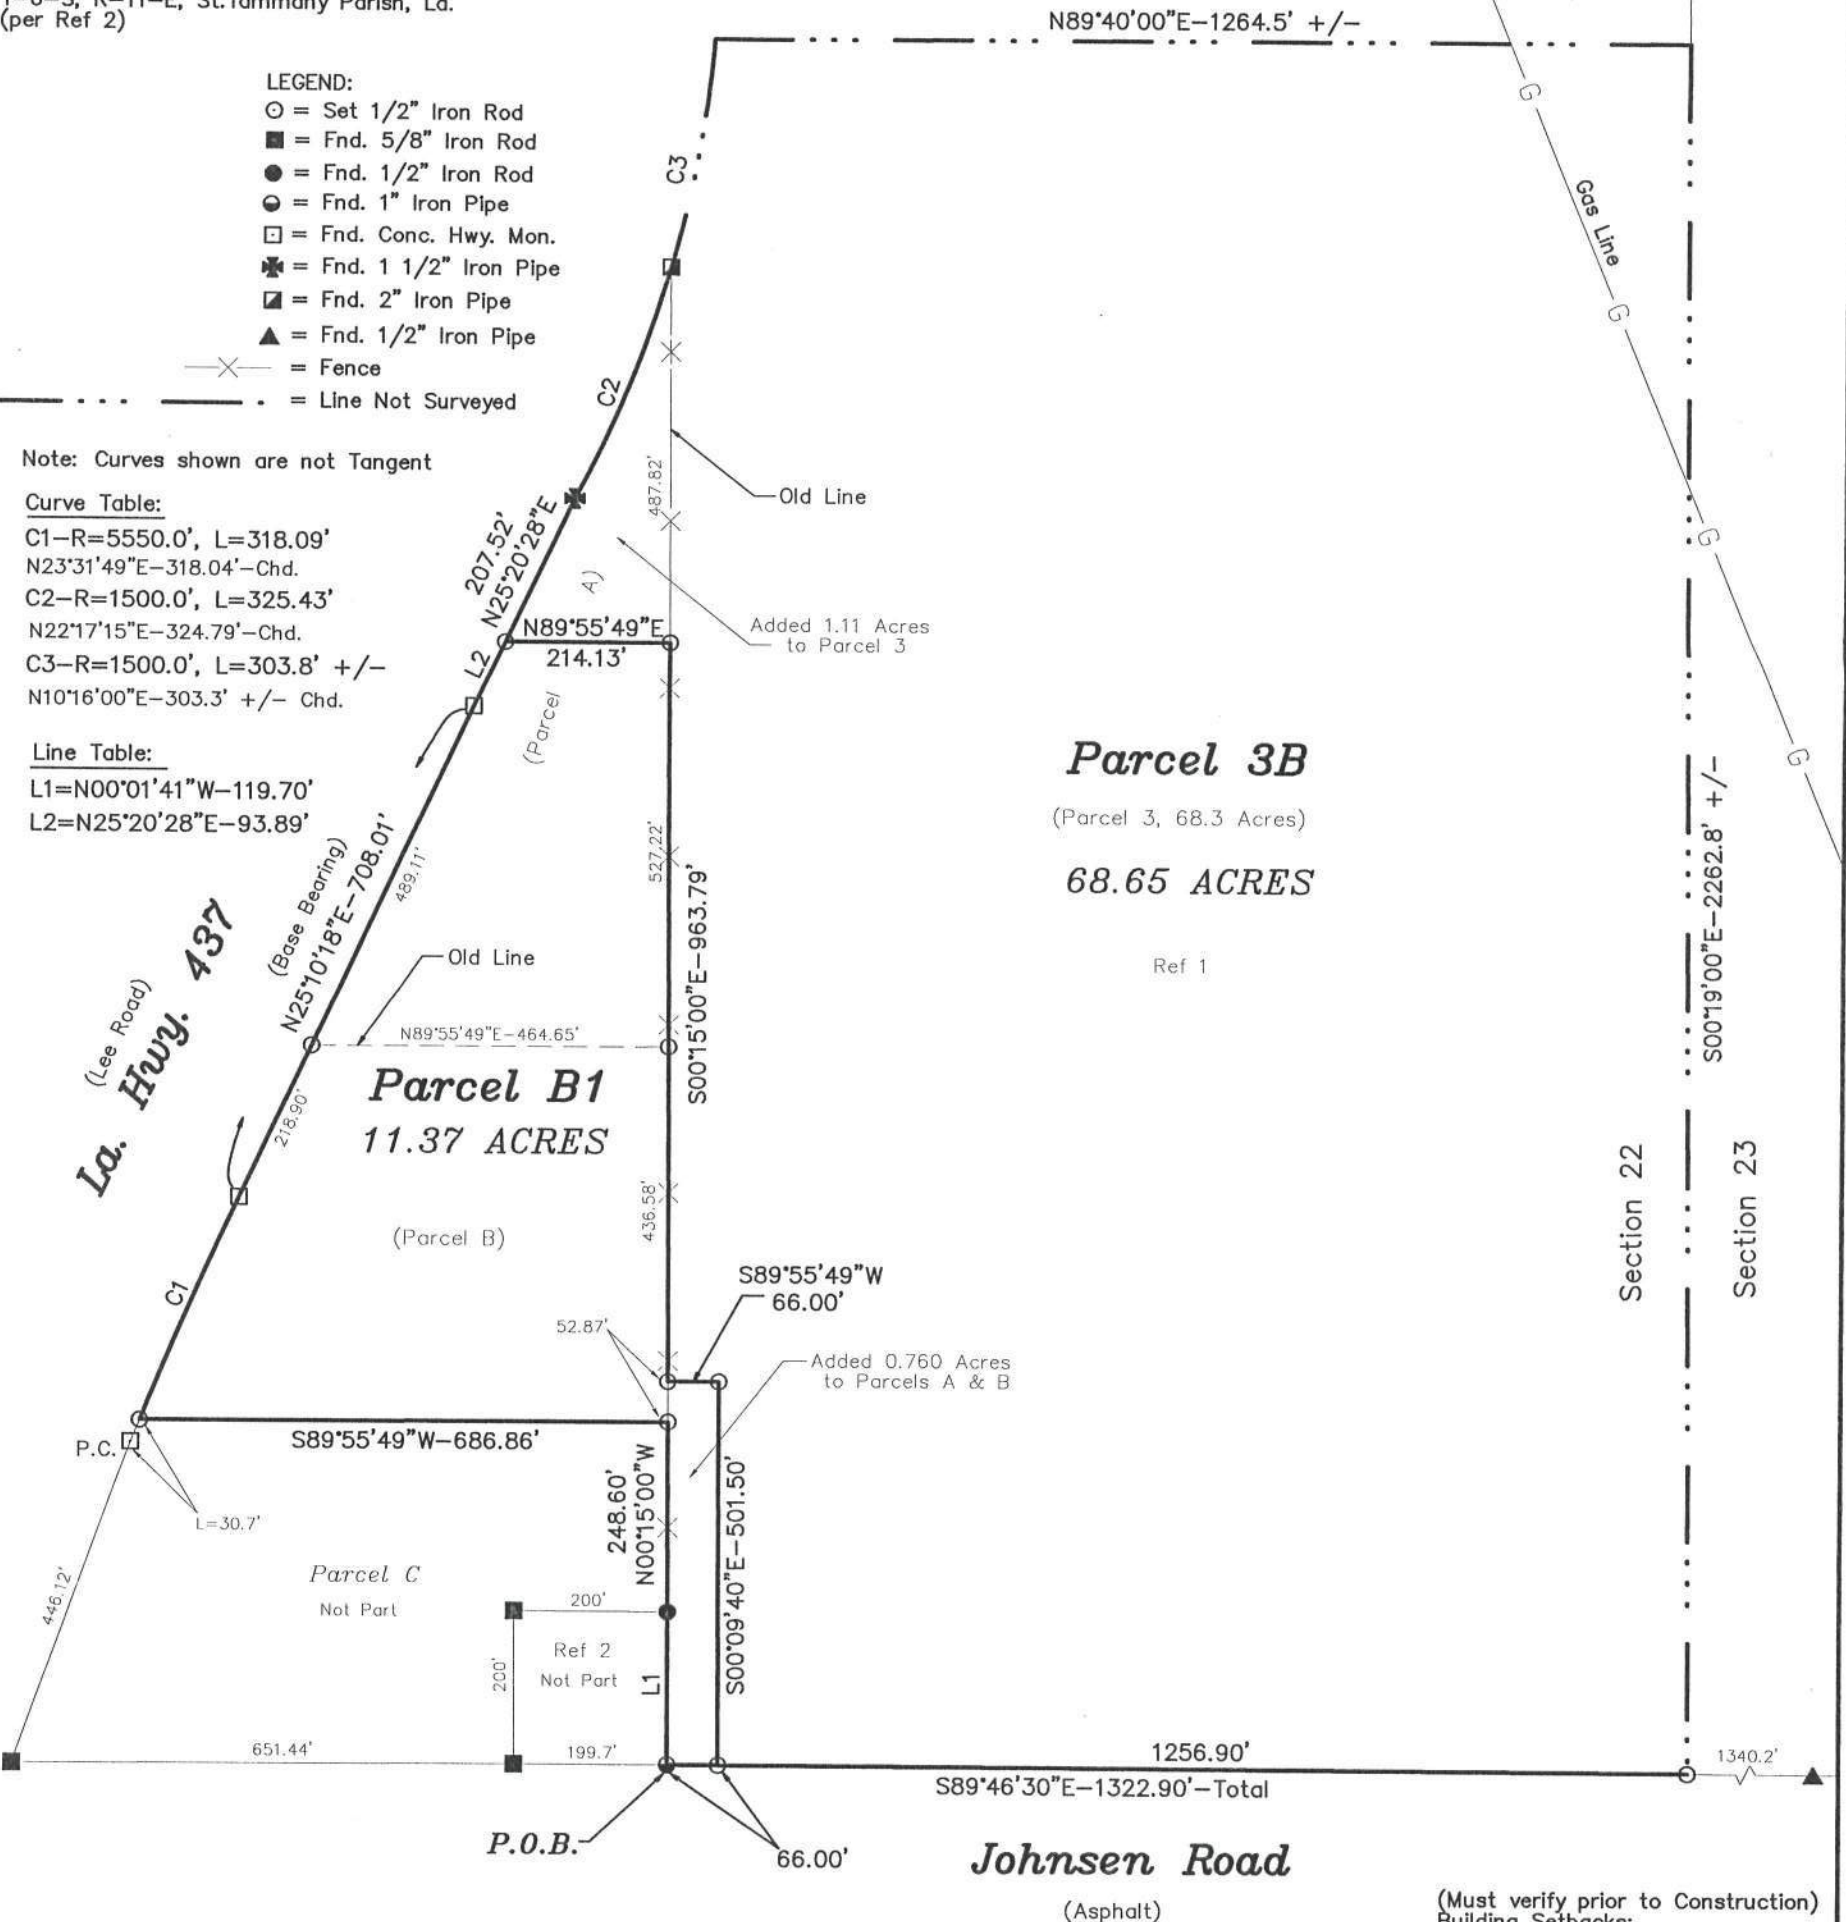 (per Ref 2)
N89°40'00"E-1264.5' +/-
LEGEND:
= Set 1/2" Iron Rod
= Fnd. 5/8" Iron Rod
= Fnd. 1/2" Iron Rod
= Fnd. 1" Iron Pipe
= Fnd. Conc. Hwy. Mon.
= Fnd. 1 1/2" Iron Pipe
= Fnd. 2" Iron Pipe
= Fnd. 1/2" Iron Pipe
= Fence
= Line Not Surveyed
Note: Curves shown are not Tangent
Curve Table:
C1-R=5550.0', L=318.09'
N23°31'49"E-318.04'-Chd.
C2-R=1500.0', L=325.43'
N22°17'15"E-324.79'-Chd.
C3-R=1500.0', L=303.8' +/-
N10°16'00"E-303.3' +/- Chd.
Line Table:
L1=N00°01'41"W-119.70'
L2=N25°20'28"E-93.89'
C3
C2
G
Gas Line
G
G
G
487.82'
Old Line
207.52'
N25°20'28"E
Added 1.11 Acres
to Parcel 3
N89°55'49"E
214.13'
L2
(Parcel A)
Parcel 3B
(Parcel 3, 68.3 Acres)
68.65 ACRES
Ref 1
S00°19'00"E-2262.8' +/-
527.22'
S00°15'00"E-963.79'
489.11'
(Base Bearing)
N25°10'18"E-708.01'
La. Hwy. 437
(Lee Road)
Old Line
N89°55'49"E-464.65'
Parcel B1
11.37 ACRES
218.90'
(Parcel B)
436.58'
Section 22
Section 23
C1
S89°55'49"W
66.00'
52.87'
Added 0.760 Acres
to Parcels A & B
S89°55'49"W-686.86'
P.C.
L=30.7'
248.60'
N00°15'00"W
S00°09'40"E-501.50'
446.12'
Parcel C
Not Part
200'
Ref 2
Not Part
200'
L1
651.44'
199.7'
1256.90'
S89°46'30"E-1322.90'-Total
1340.2'
P.O.B.
66.00'
Johnsen Road
(Asphalt)
(Must verify prior to Construction)
Building Setbacks: